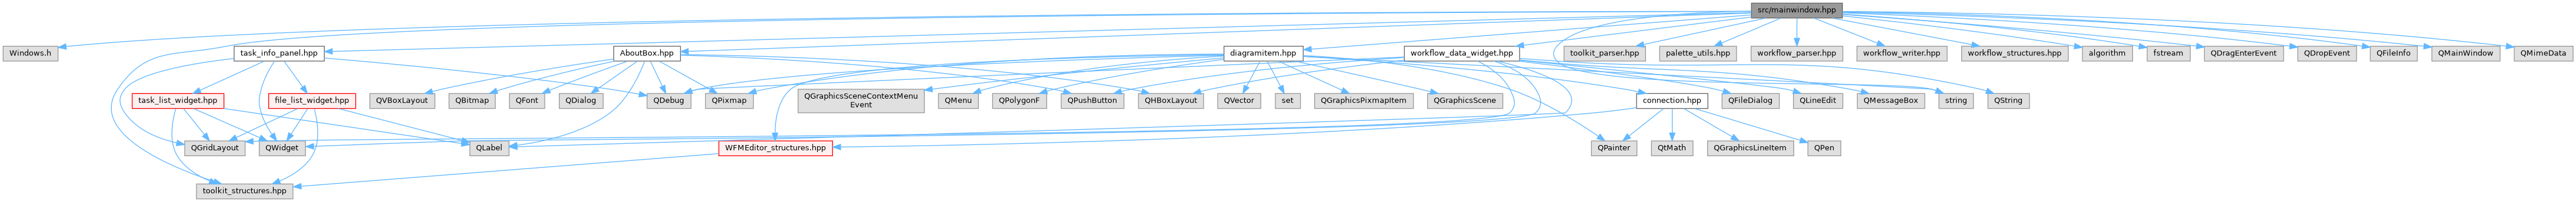 src/mainwindow.hpp
Windows.h
task_info_panel.hpp
AboutBox.hpp
diagramitem.hpp
workflow_data_widget.hpp
toolkit_parser.hpp
palette_utils.hpp
workflow_parser.hpp
workflow_writer.hpp
workflow_structures.hpp
algorithm
fstream
QDragEnterEvent
QDropEvent
QFileInfo
QMainWindow
QMimeData
task_list_widget.hpp
file_list_widget.hpp
QVBoxLayout
QBitmap
QFont
QDialog
QDebug
QPixmap
QGraphicsSceneContextMenu
Event
QMenu
QPolygonF
QPushButton
QHBoxLayout
QVector
set
QGraphicsPixmapItem
QGraphicsScene
connection.hpp
QFileDialog
QLineEdit
QMessageBox
string
QString
QGridLayout
QWidget
QLabel
WFMEditor_structures.hpp
QPainter
QtMath
QGraphicsLineItem
QPen
toolkit_structures.hpp